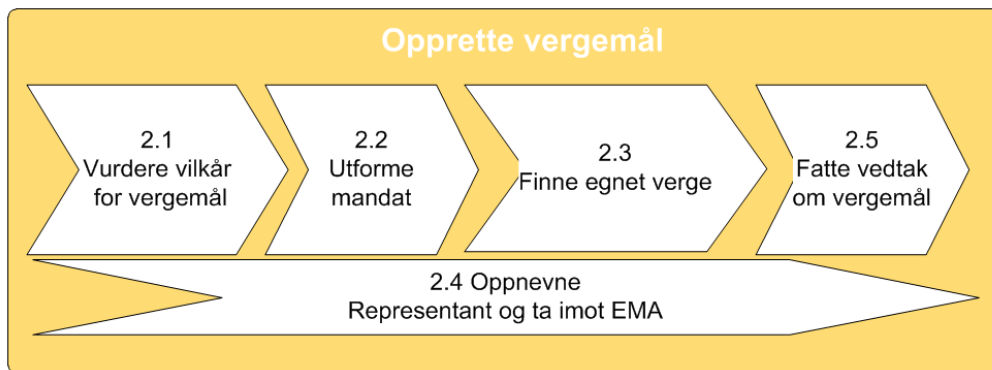 Opprette vergemål
2.1
Vurdere vilkår
for vergemål
2.2
Utforme
mandat
2.3
Finne egnet verge
2.5
Fatte vedtak
om vergemål
2.4 Oppnevne
Representant og ta imot EMA